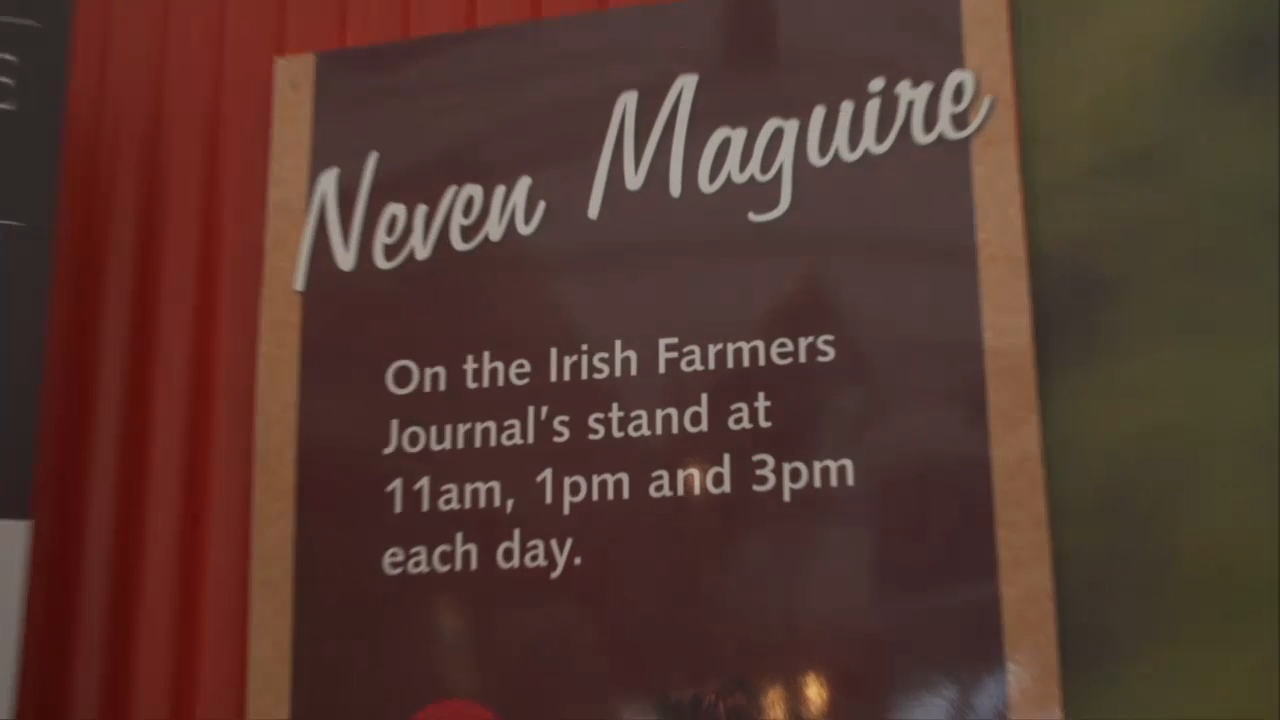 Neven Maguire
On the Irish Farmers
Journal's stand at
11am, 1pm and 3pm
each day.